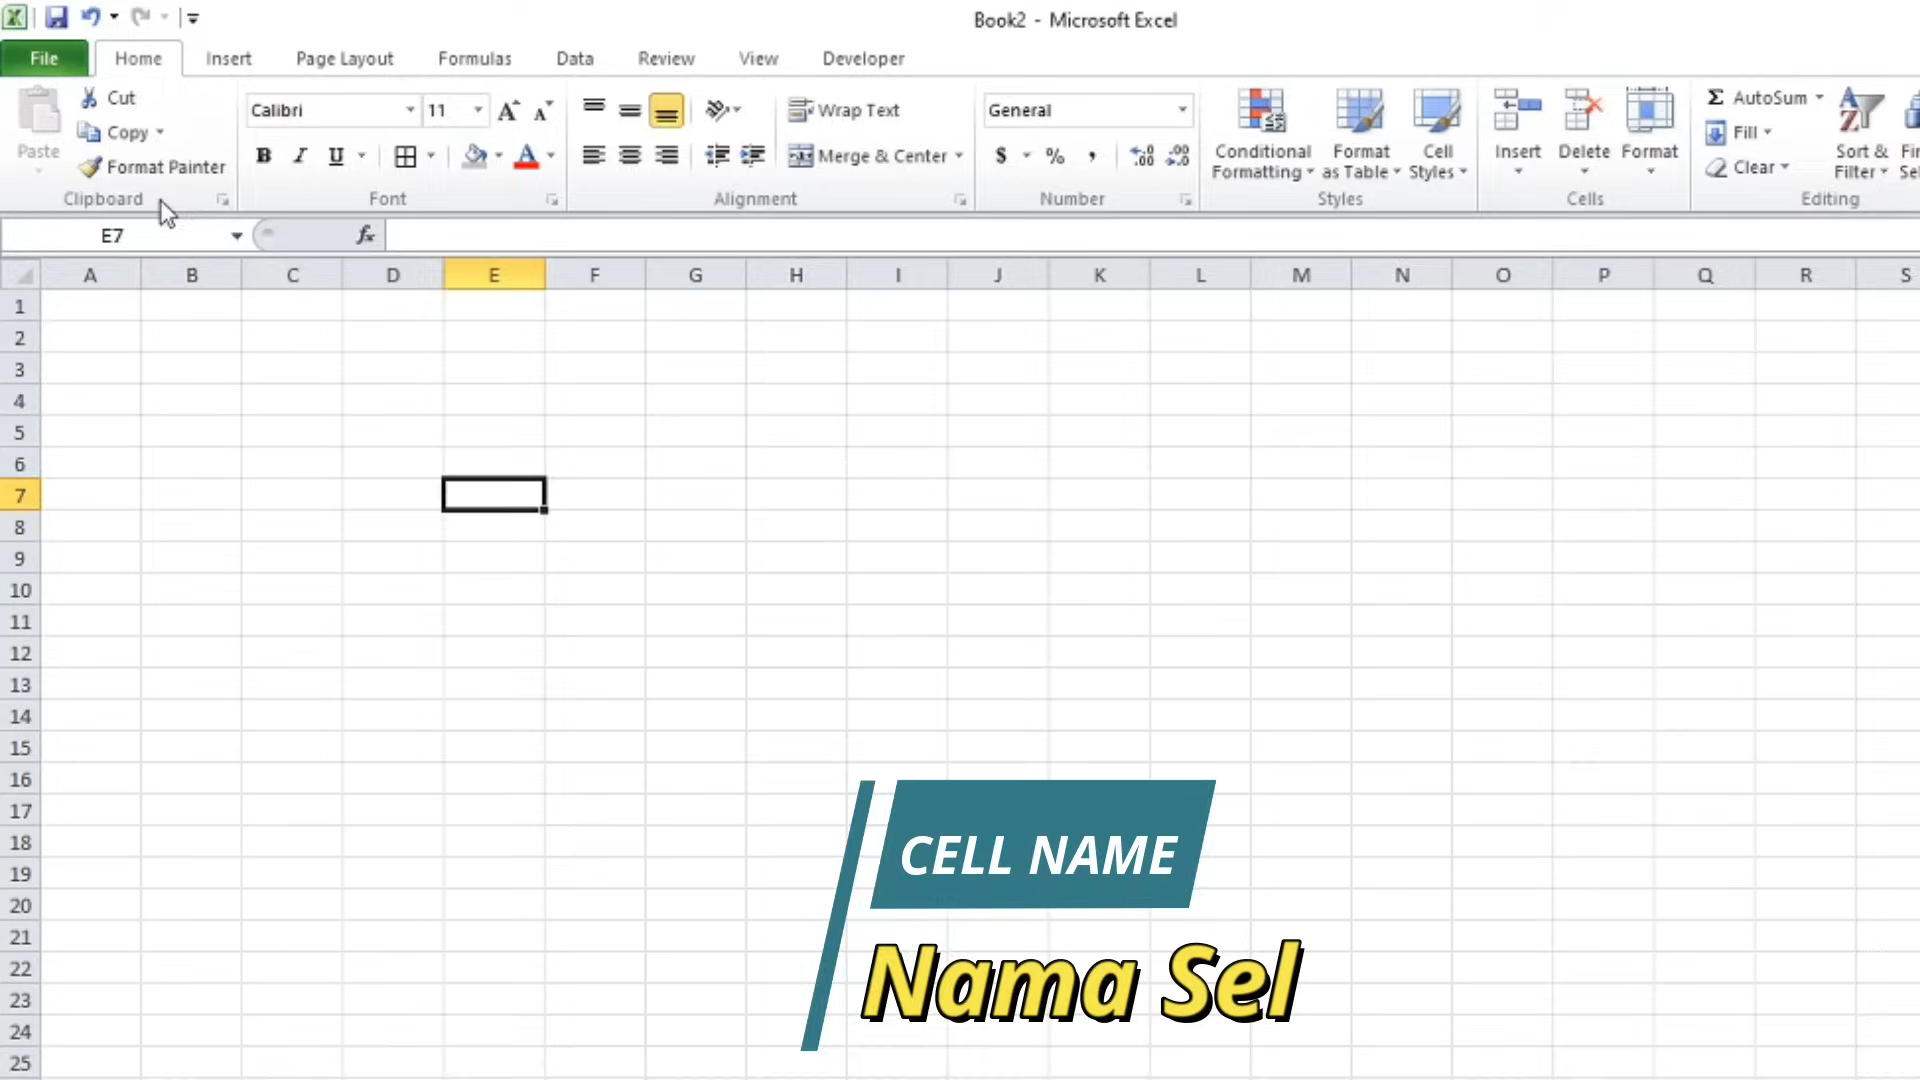 Book2 - Microsoft Excel
File Home Insert Page Layout Formulas Data Review View Developer
Paste
Cut
Copy
Format Painter
Clipboard
Calibri 11
B I U
A
Font
Wrap Text
Merge & Center
Alignment
General
$ % ,
Number
Conditional Formatting
Format as Table
Cell Styles
Styles
Insert
Delete
Format
Cells
Σ AutoSum
Fill
Clear
Sort & Filter
Editing
E7
fx
A B C D E F G H I J K L M N O P Q R S
1
2
3
4
5
6
7
8
9
10
11
12
13
14
15
16
17
18
19
20
21
22
23
24
25
CELL NAME
Nama Sel